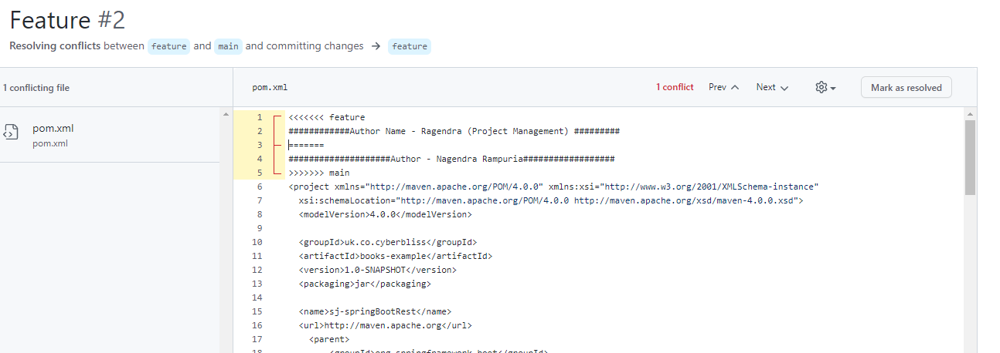 Feature #2
Resolving conflicts between feature and main and committing changes → feature
1 conflicting file
pom.xml
1 conflict Prev Next Mark as resolved
pom.xml
pom.xml
1 <<<<<<< feature
2 ############Author Name - Ragendra (Project Management) #########
3 =======
4 ####################Author - Nagendra Rampuria##################
5 >>>>>>> main
6 <project xmlns="http://maven.apache.org/POM/4.0.0" xmlns:xsi="http://www.w3.org/2001/XMLSchema-instance"
7 xsi:schemaLocation="http://maven.apache.org/POM/4.0.0 http://maven.apache.org/xsd/maven-4.0.0.xsd">
8 <modelVersion>4.0.0</modelVersion>
9
10 <groupId>uk.co.cyberbliss</groupId>
11 <artifactId>books-example</artifactId>
12 <version>1.0-SNAPSHOT</version>
13 <packaging>jar</packaging>
14
15 <name>sj-springBootRest</name>
16 <url>http://maven.apache.org</url>
17 <parent>
18 <groupId>org.springframework.boot</groupId>